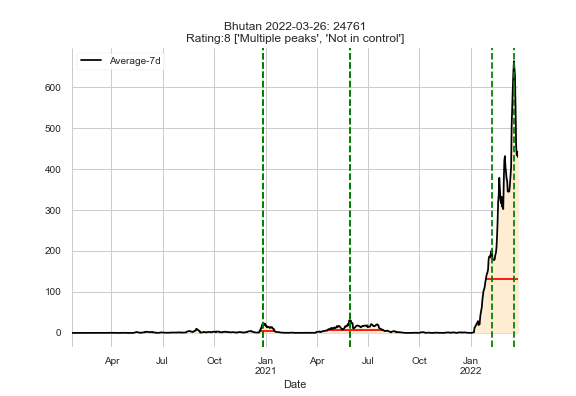 Bhutan 2022-03-26: 24761
Rating:8 ['Multiple peaks', 'Not in control']
Average-7d
600
500
400
300
200
100
0
Apr Jul Oct Jan Apr Jul Oct Jan
2021 2022
Date